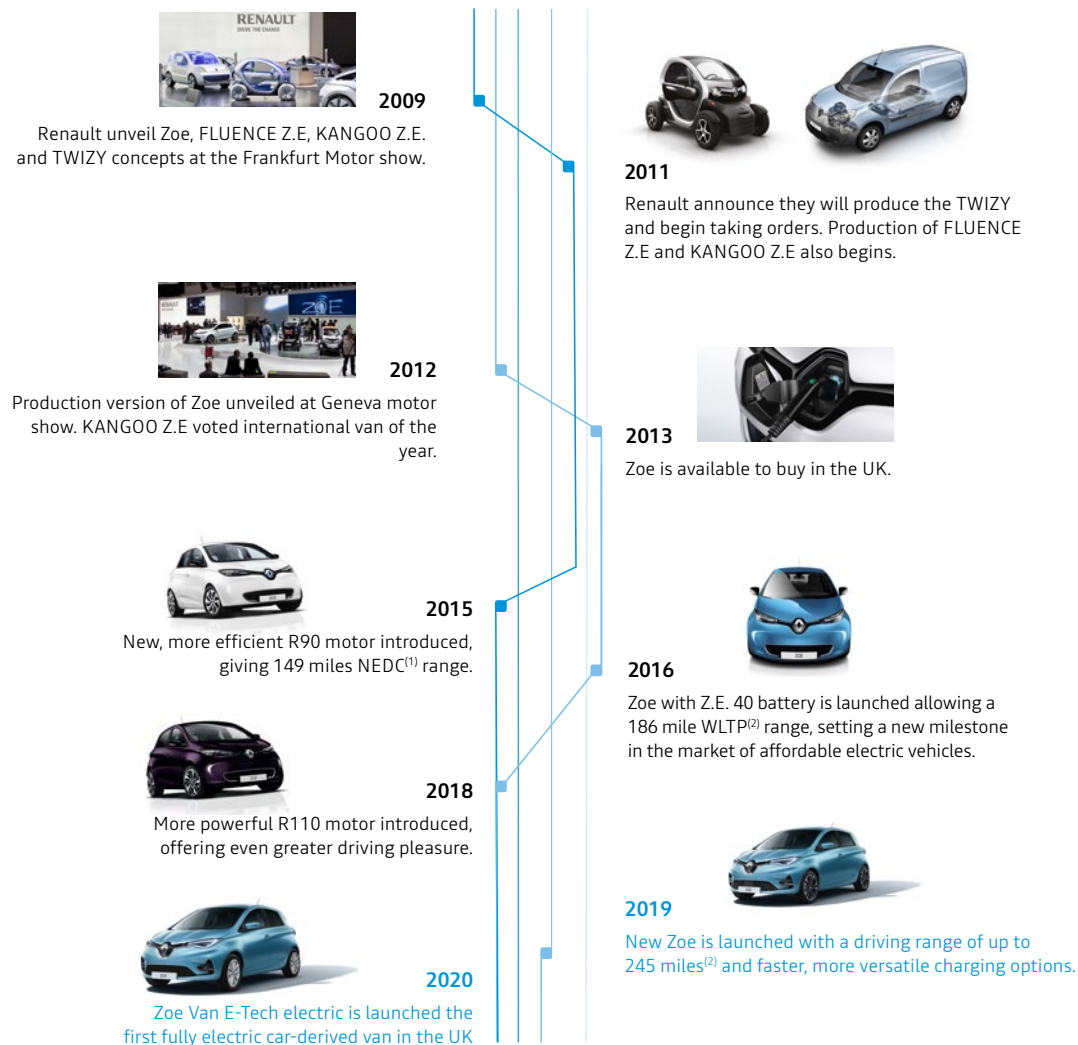 RENAULT
DRIVE THE CHANGE
2009
Renault unveil Zoe, FLUENCE Z.E, KANGOO Z.E.
and TWIZY concepts at the Frankfurt Motor show.
2011
Renault announce they will produce the TWIZY
and begin taking orders. Production of FLUENCE
Z.E and KANGOO Z.E also begins.
RENAULT
ZOE
2012
Production version of Zoe unveiled at Geneva motor
show. KANGOO Z.E voted international van of the
year.
2013
Zoe is available to buy in the UK.
2015
New, more efficient R90 motor introduced,
giving 149 miles NEDC(1) range.
2016
Zoe with Z.E. 40 battery is launched allowing a
186 mile WLTP(2) range, setting a new milestone
in the market of affordable electric vehicles.
2018
More powerful R110 motor introduced,
offering even greater driving pleasure.
2019
New Zoe is launched with a driving range of up to
245 miles(2) and faster, more versatile charging options.
2020
Zoe Van E-Tech electric is launched the
first fully electric car-derived van in the UK